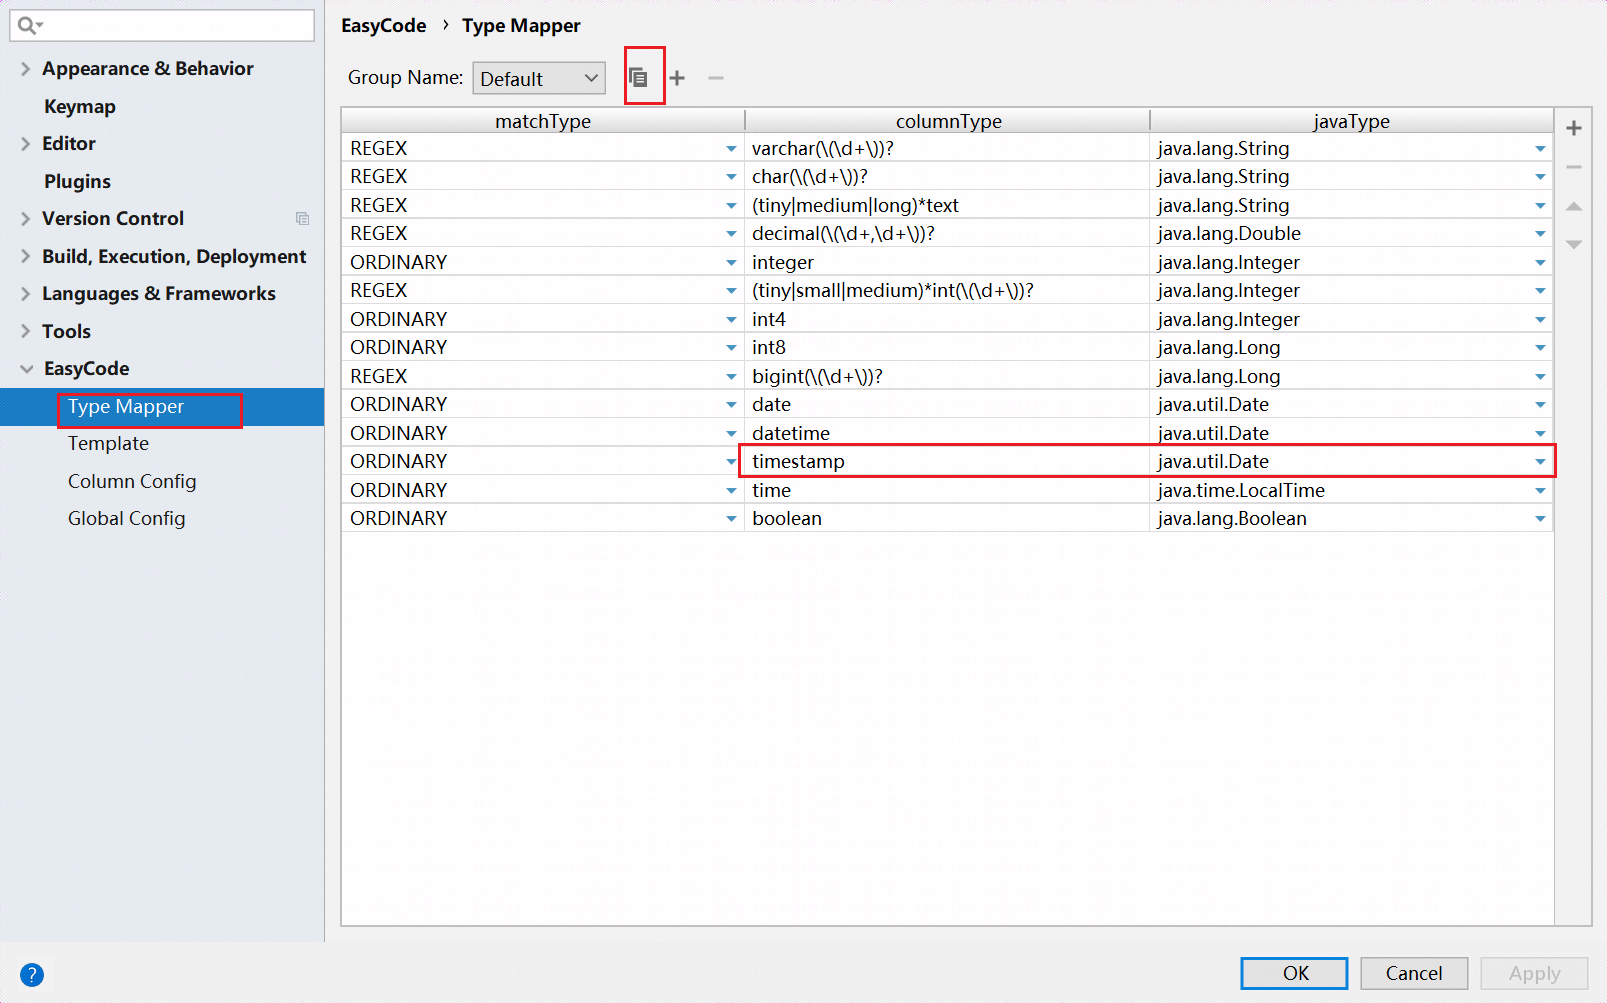 EasyCode › Type Mapper
Appearance & Behavior
Keymap
Editor
Plugins
Version Control
Build, Execution, Deployment
Languages & Frameworks
Tools
EasyCode
Type Mapper
Template
Column Config
Global Config
Group Name: Default
matchType columnType javaType
REGEX varchar(\(\d+\))? java.lang.String
REGEX char(\(\d+\))? java.lang.String
REGEX (tiny|medium|long)*text java.lang.String
REGEX decimal(\(\d+,\d+\))? java.lang.Double
ORDINARY integer java.lang.Integer
REGEX (tiny|small|medium)*int(\(\d+\))? java.lang.Integer
ORDINARY int4 java.lang.Integer
ORDINARY int8 java.lang.Long
REGEX bigint(\(\d+\))? java.lang.Long
ORDINARY date java.util.Date
ORDINARY datetime java.util.Date
ORDINARY timestamp java.util.Date
ORDINARY time java.time.LocalTime
ORDINARY boolean java.lang.Boolean
? OK Cancel Apply